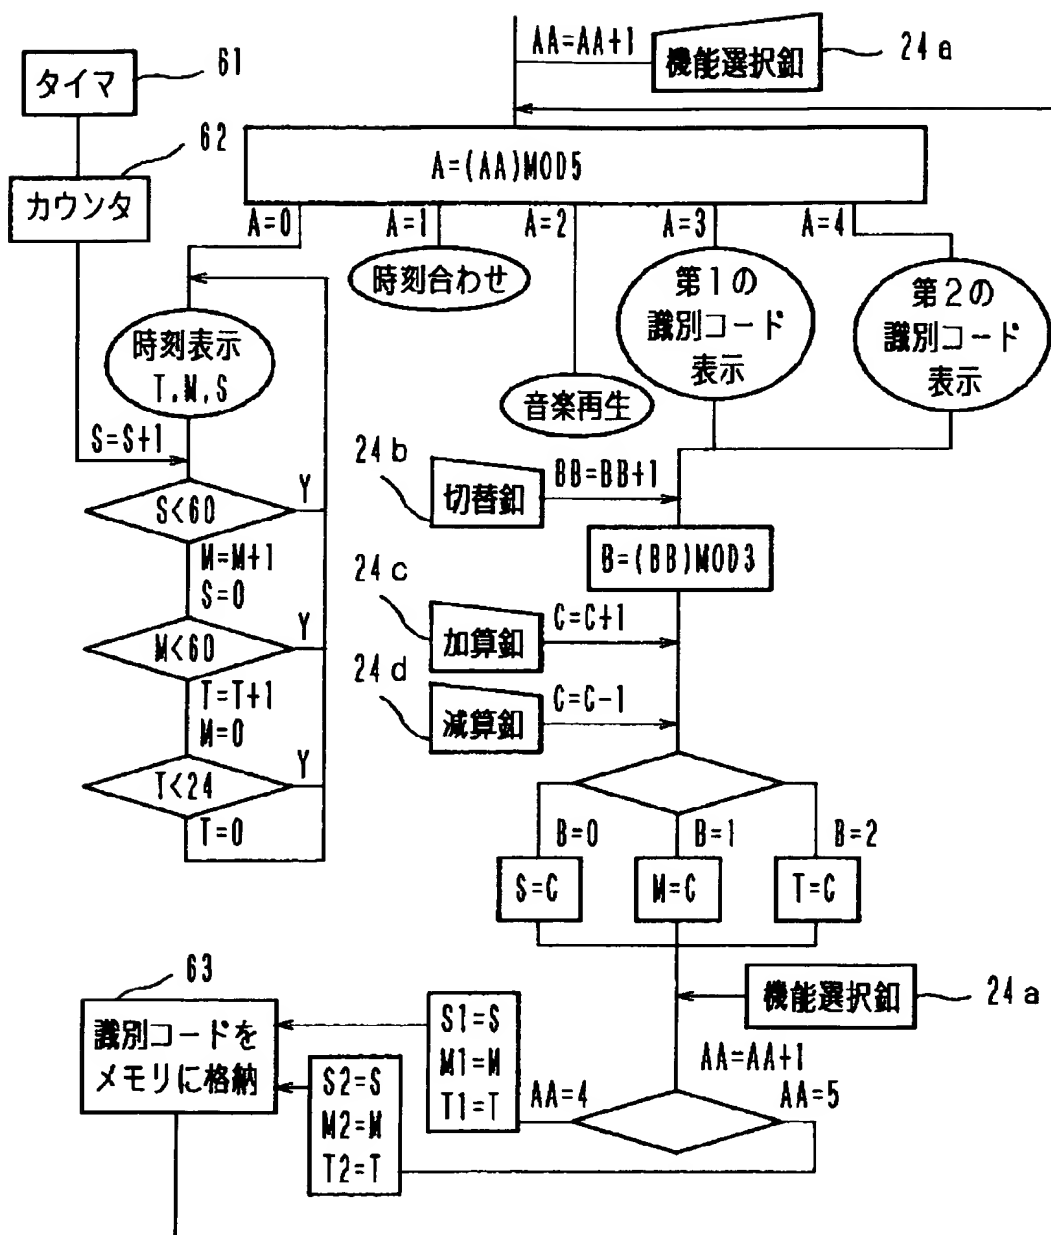 AA=AA+1
機能選択釦
24a
タイマ
61
62
カウンタ
A=(AA)MOD5
A=0
A=1
A=2
A=3
A=4
時刻合わせ
第1の
識別コード
表示
第2の
識別コード
表示
時刻表示
T,M,S
音楽再生
S=S+1
24b
切替釦
BB=BB+1
S<60
Y
M=M+1
S=0
B=(BB)MOD3
24c
加算釦
C=C+1
M<60
Y
24d
減算釦
C=C-1
T=T+1
M=0
T<24
Y
T=0
B=0
B=1
B=2
S=C
M=C
T=C
63
識別コードを
メモリに格納
機能選択釦
24a
S1=S
M1=M
T1=T
AA=AA+1
AA=4
AA=5
S2=S
M2=M
T2=T